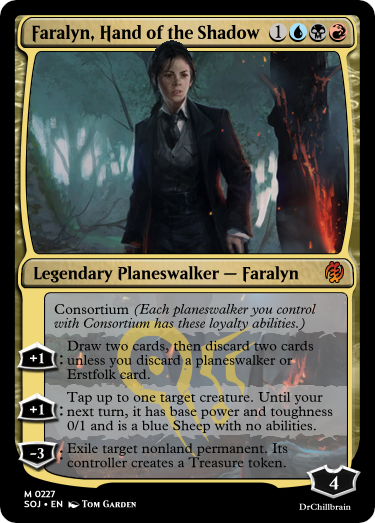 Faralyn, Hand of the Shadow 1
Legendary Planeswalker — Faralyn
Consortium (Each planeswalker you control
with Consortium has these loyalty abilities.)
+1: Draw two cards, then discard two cards
unless you discard a planeswalker or
Erstfolk card.
+1: Tap up to one target creature. Until your
next turn, it has base power and toughness
0/1 and is a blue Sheep with no abilities.
-3: Exile target nonland permanent. Its
controller creates a Treasure token.
4
M 0227
SOJ • EN Tom Garden
DrChillbrain